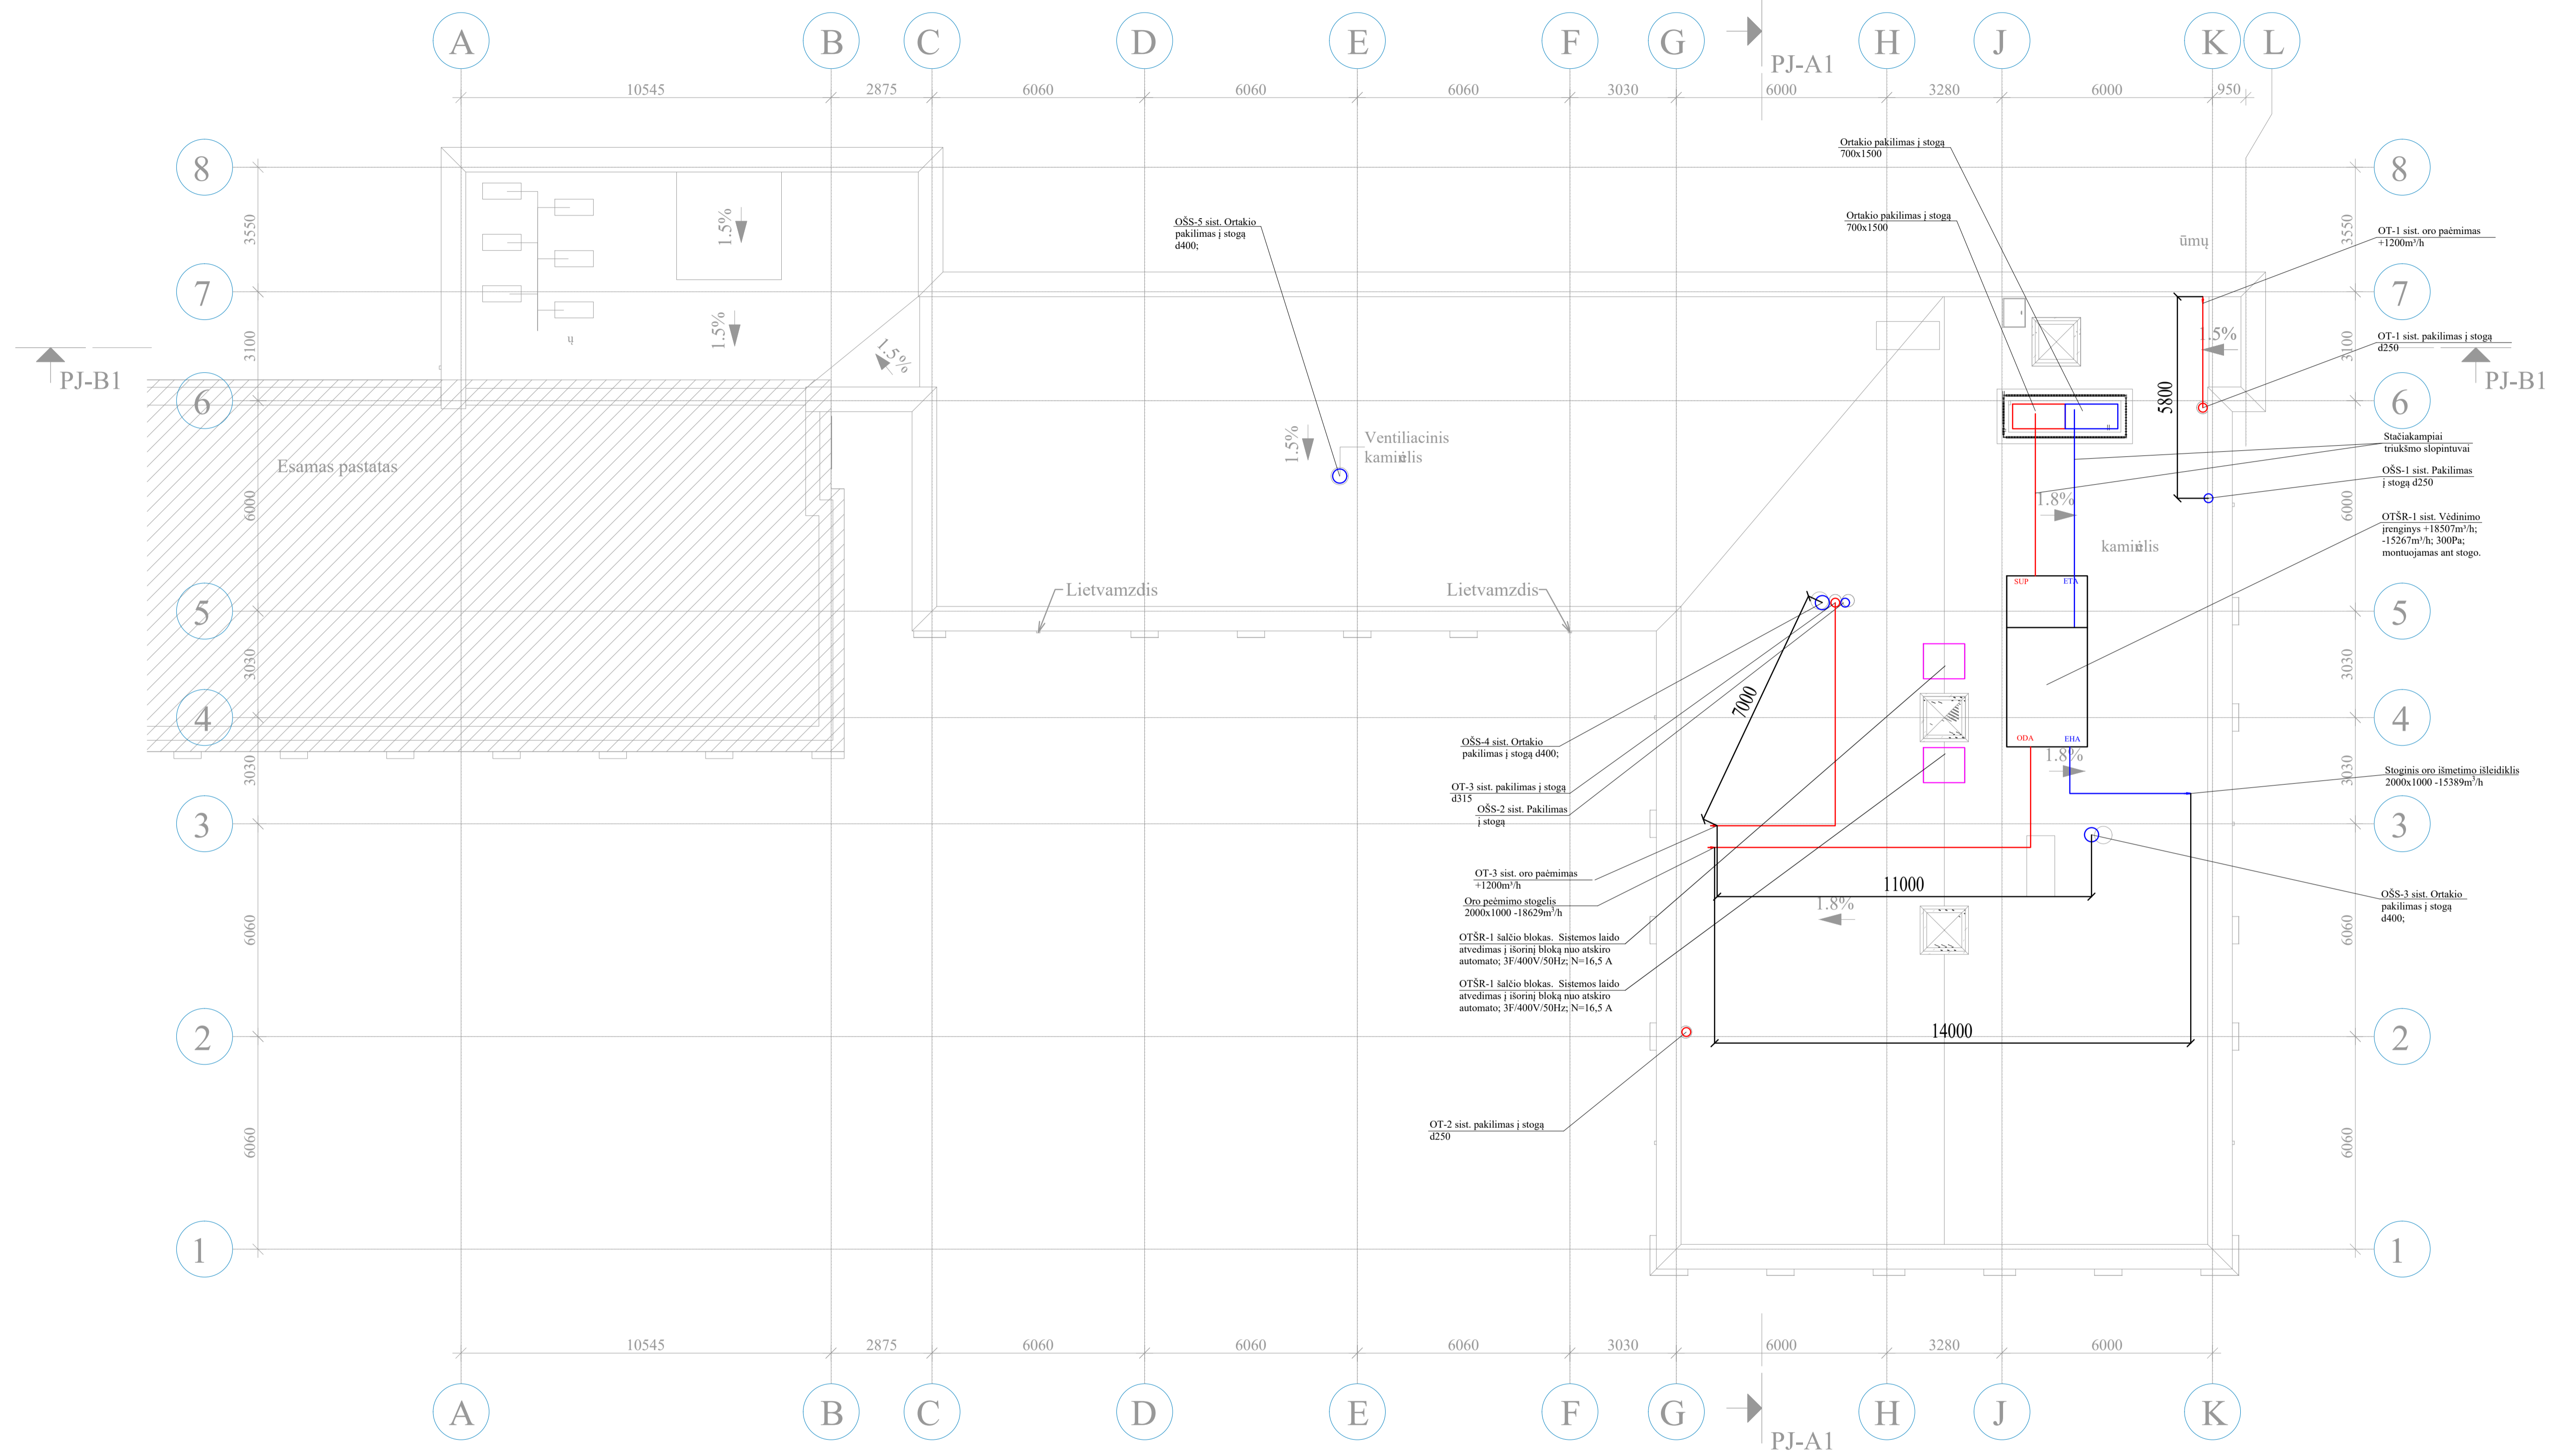 A B C D E F G H J K L
PJ-A1
10545 2875 6060 6060 6060 3030 6000 3280 6000 950
Ortakio pakilimas į stogą
700x1500
8 8
Ortakio pakilimas į stogą
700x1500
OŠS-5 sist. Ortakio
pakilimas į stogą
d400;
3550 1.5% 3550
OT-1 sist. oro paėmimas
+1200m³/h
ūmų
7 7
1.5%
1.5%
1.5%
3100 3100
ų
OT-1 sist. pakilimas į stogą
d250
PJ-B1 PJ-B1
5800
6 6
Ventiliacinis
kaminėlis
1.5%
Stačiakampiai
triukšmo slopintuvai
Esamas pastatas
OŠS-1 sist. Pakilimas
į stogą d250
1.8%
6000 6000
OTŠR-1 sist. Vėdinimo
įrenginys +18507m³/h;
-15267m³/h; 300Pa;
montuojamas ant stogo.
kaminėlis
SUP ETA
Lietvamzdis Lietvamzdis
5 5
3030 3030
7000
4 4
ODA EHA
OŠS-4 sist. Ortakio
pakilimas į stogą d400;
1.8%
3030 3030
Stoginis oro išmetimo išleidiklis
2000x1000 -15389m³/h
OT-3 sist. pakilimas į stogą
d315
OŠS-2 sist. Pakilimas
į stogą
3 3
OT-3 sist. oro paėmimas
+1200m³/h
11000
OŠS-3 sist. Ortakio
pakilimas į stogą
d400;
Oro peėmimo stogelis
2000x1000 -18629m³/h
1.8%
6060 6060
OTŠR-1 šalčio blokas. Sistemos laido
atvedimas į išorinį bloką nuo atskiro
automato; 3F/400V/50Hz; N=16,5 A
OTŠR-1 šalčio blokas. Sistemos laido
atvedimas į išorinį bloką nuo atskiro
automato; 3F/400V/50Hz; N=16,5 A
14000
2 2
OT-2 sist. pakilimas į stogą
d250
6060 6060
1 1
10545 2875 6060 6060 6060 3030 6000 3280 6000
A B C D E F G H J K
PJ-A1